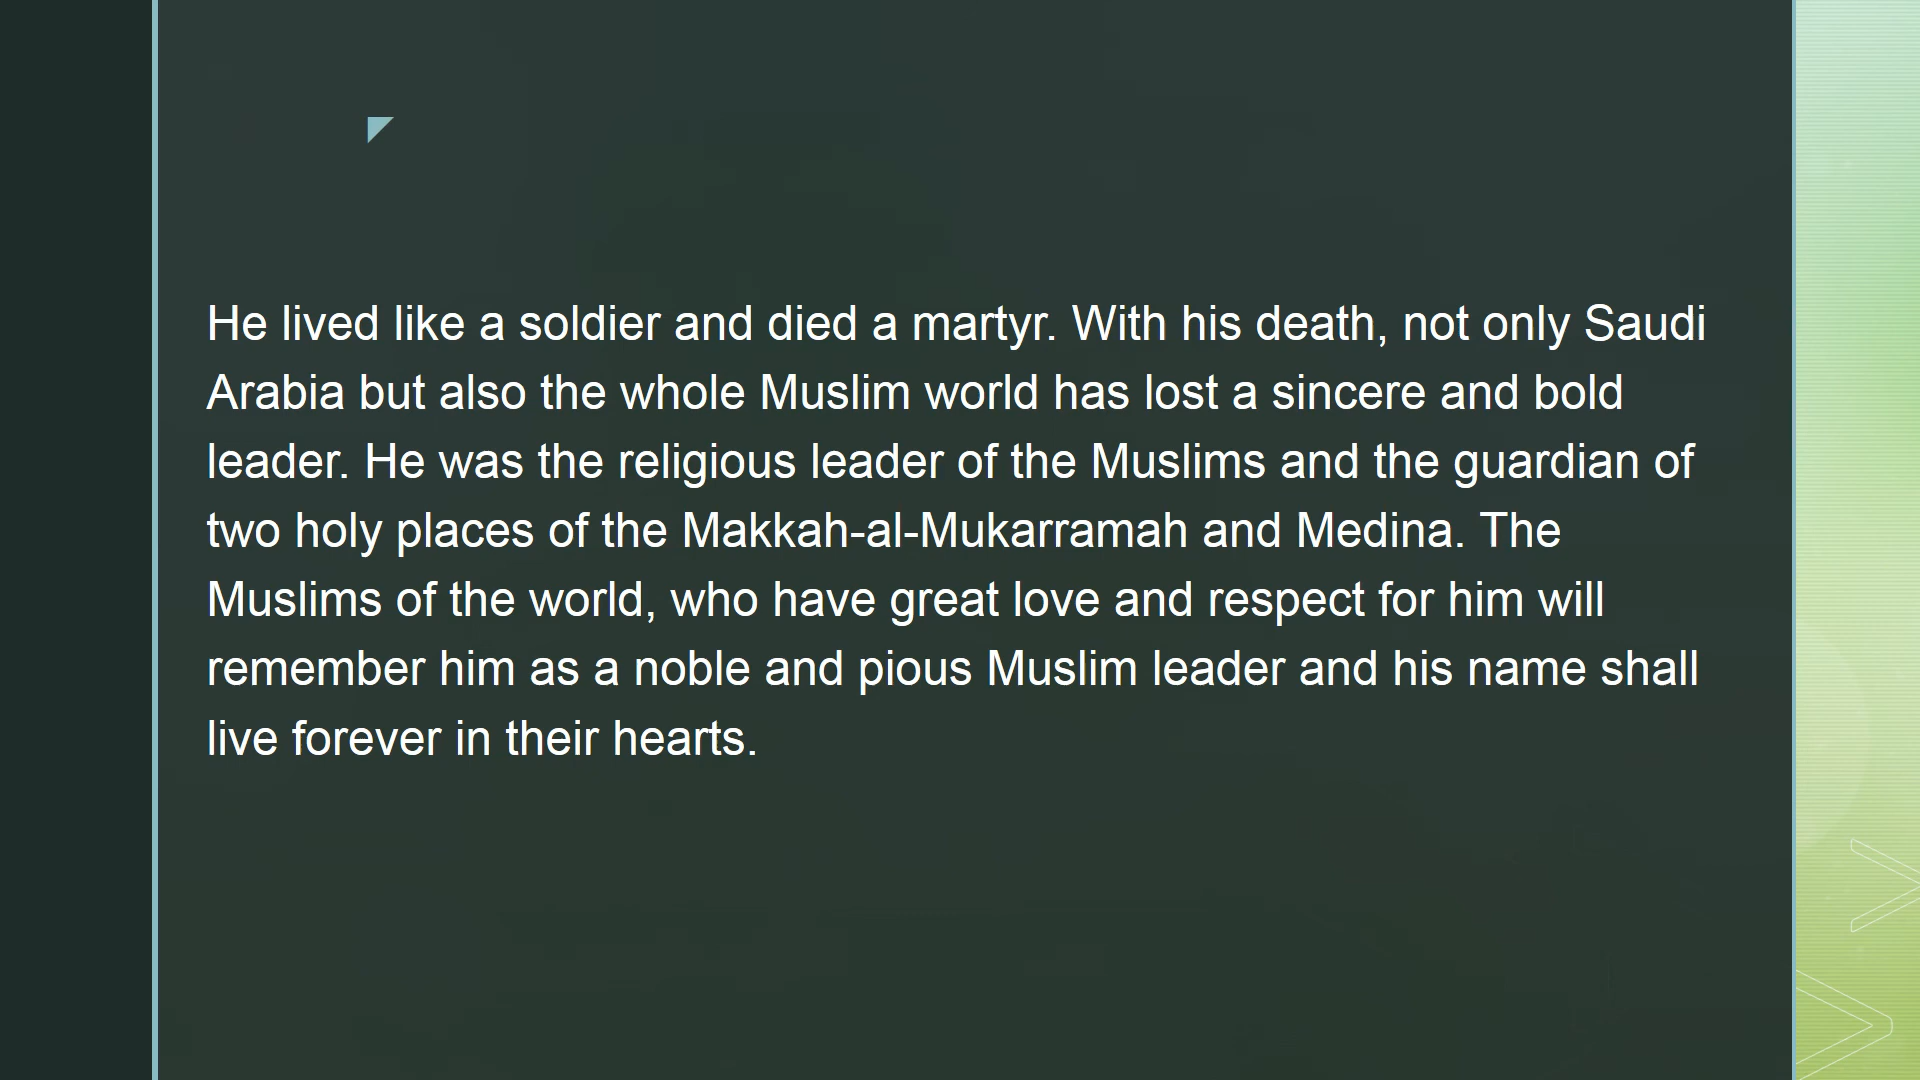 He lived like a soldier and died a martyr. With his death, not only Saudi
Arabia but also the whole Muslim world has lost a sincere and bold
leader. He was the religious leader of the Muslims and the guardian of
two holy places of the Makkah-al-Mukarramah and Medina. The
Muslims of the world, who have great love and respect for him will
remember him as a noble and pious Muslim leader and his name shall
live forever in their hearts.